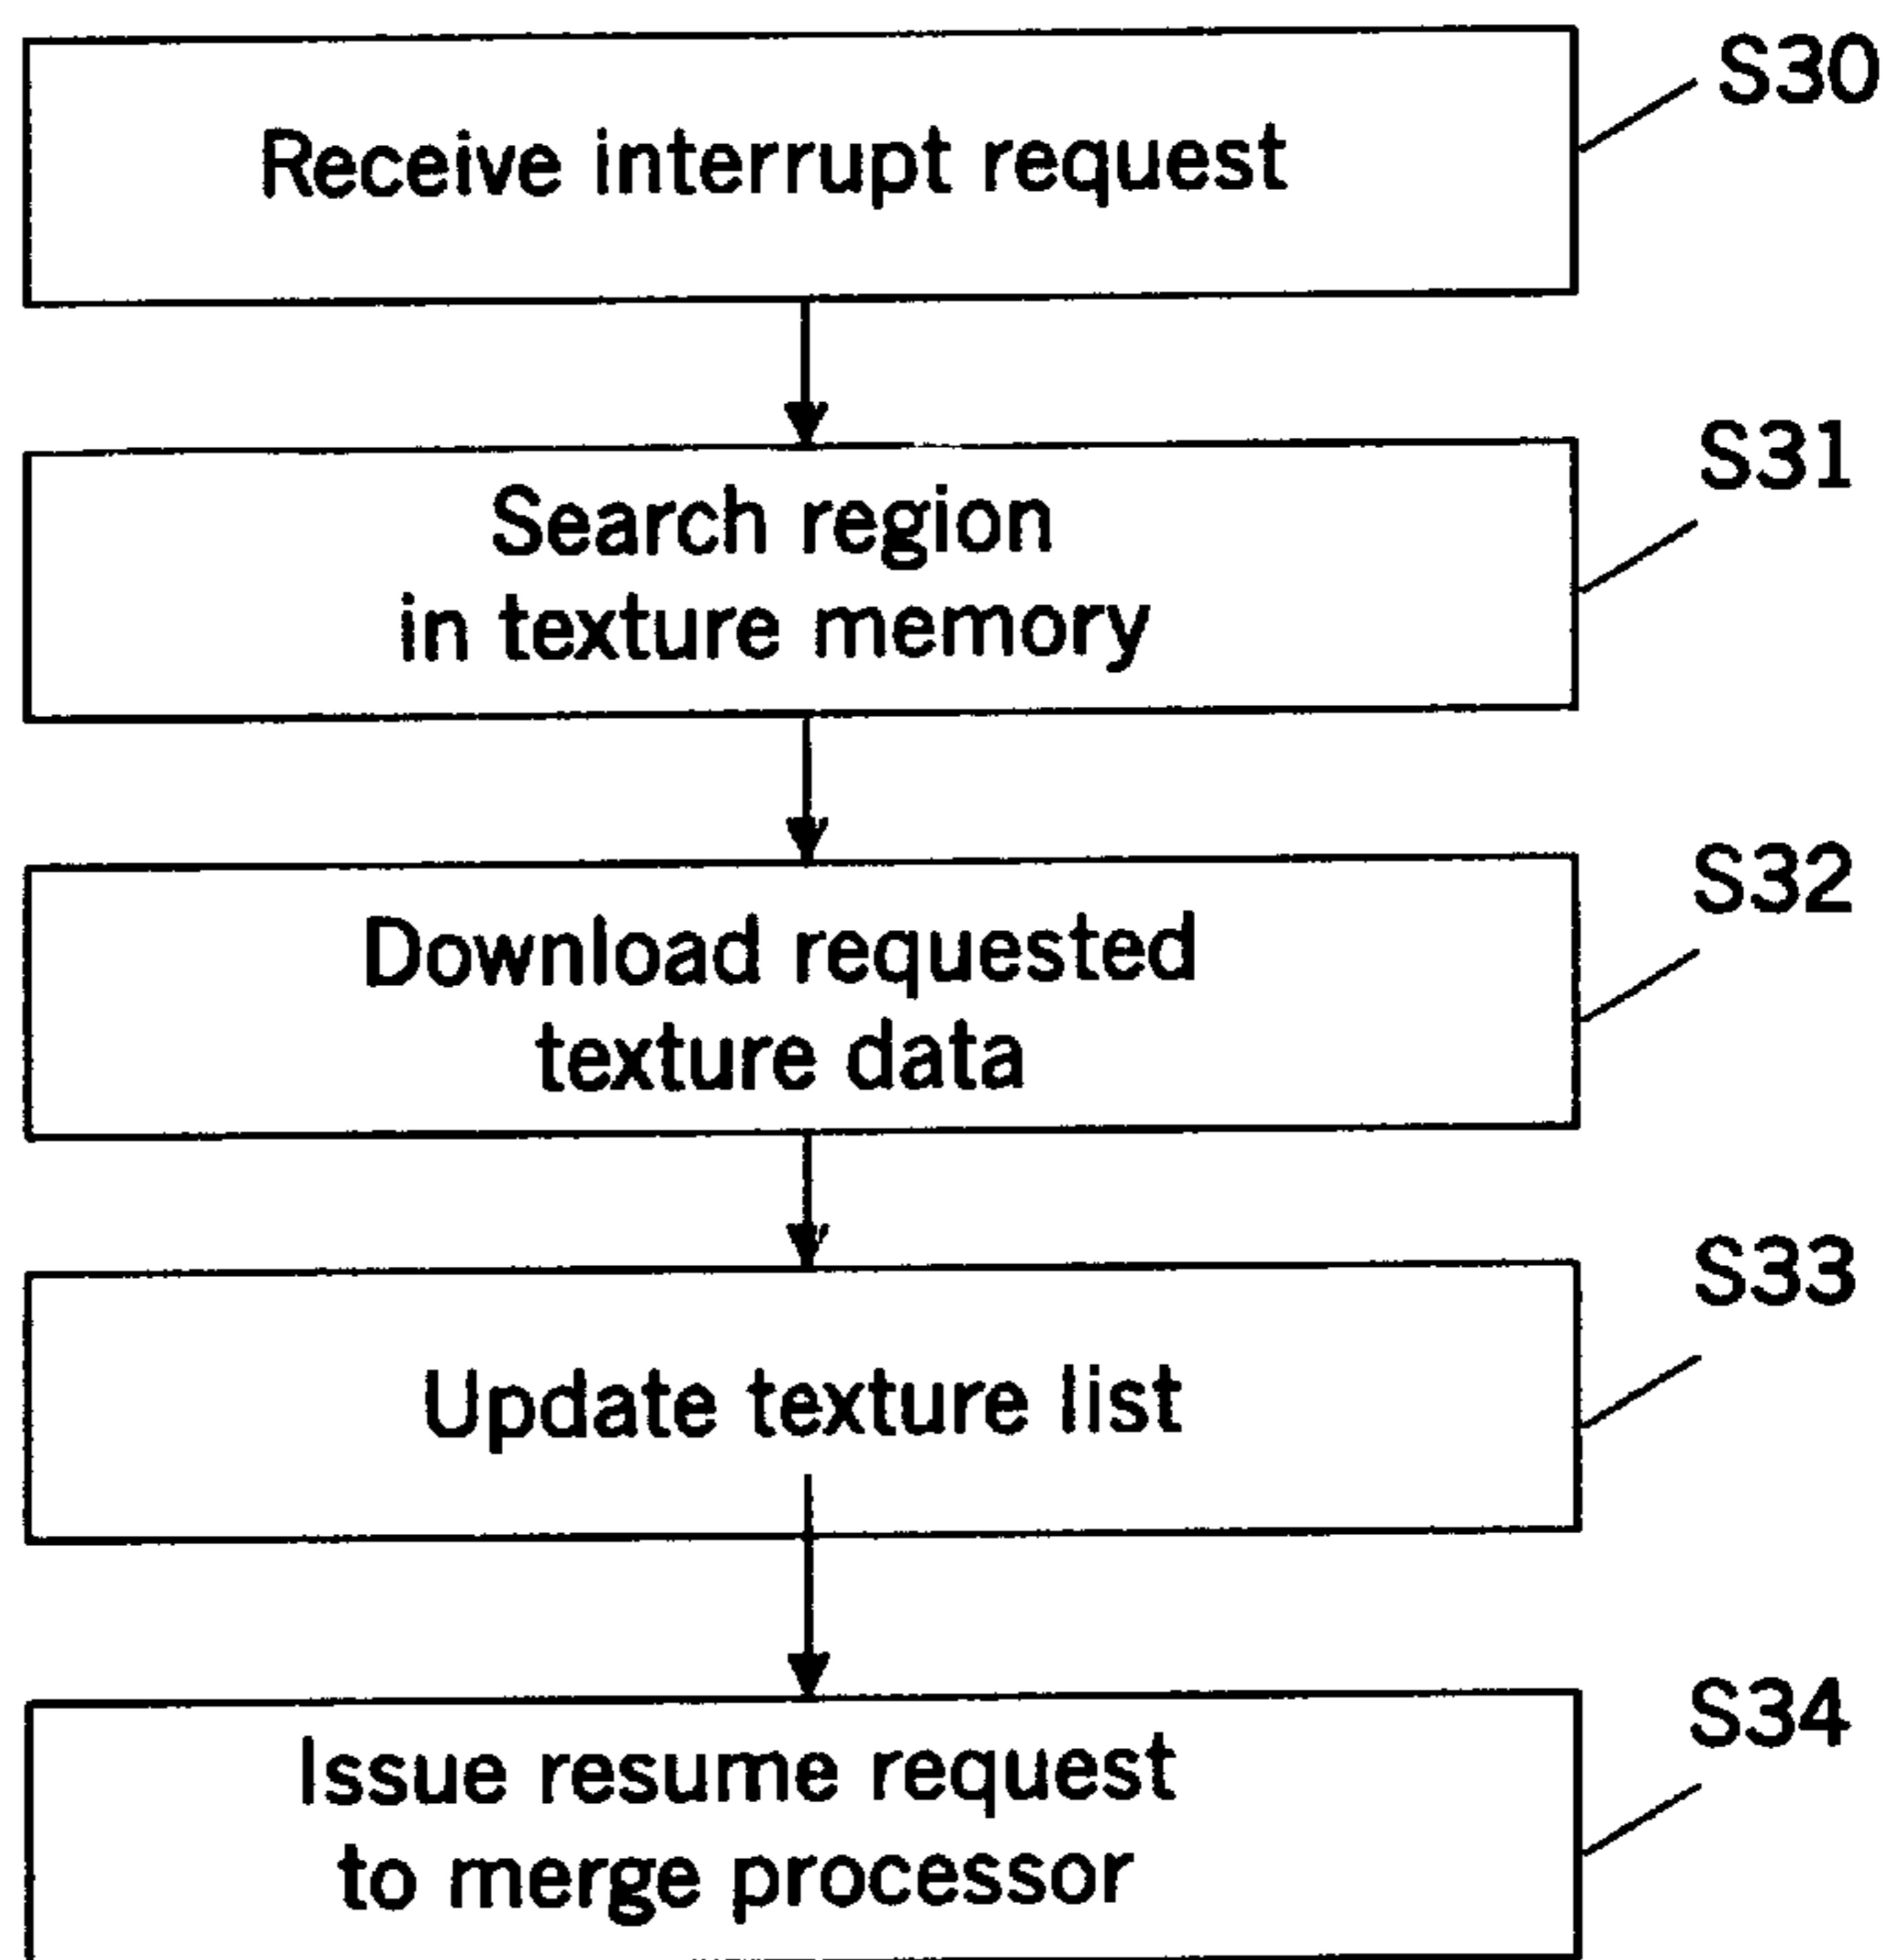 S30
Receive interrupt request
S31
Search region
in texture memory
S32
Download requested
texture data
S33
Update texture list
S34
Issue resume request
to merge processor